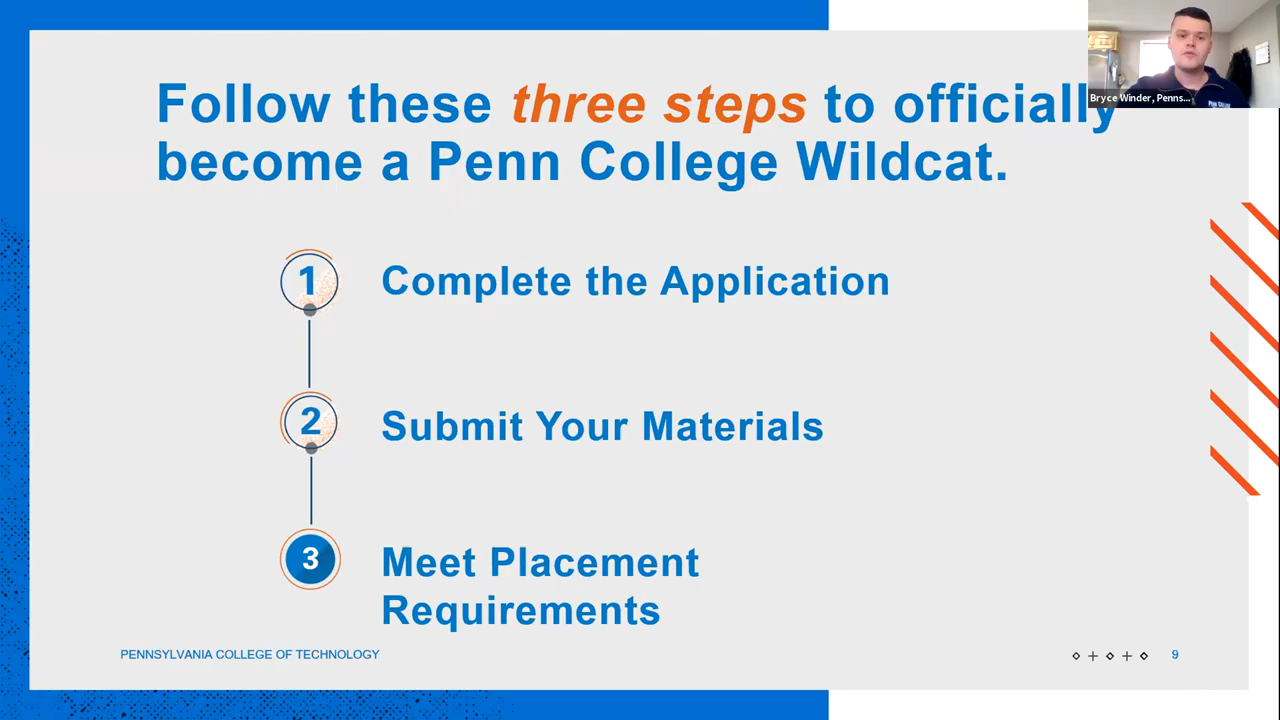 Follow these three steps to officially
become a Penn College Wildcat.
Bryce Winder, Penns...
1
Complete the Application
2
Submit Your Materials
3
Meet Placement
Requirements
PENNSYLVANIA COLLEGE OF TECHNOLOGY
9